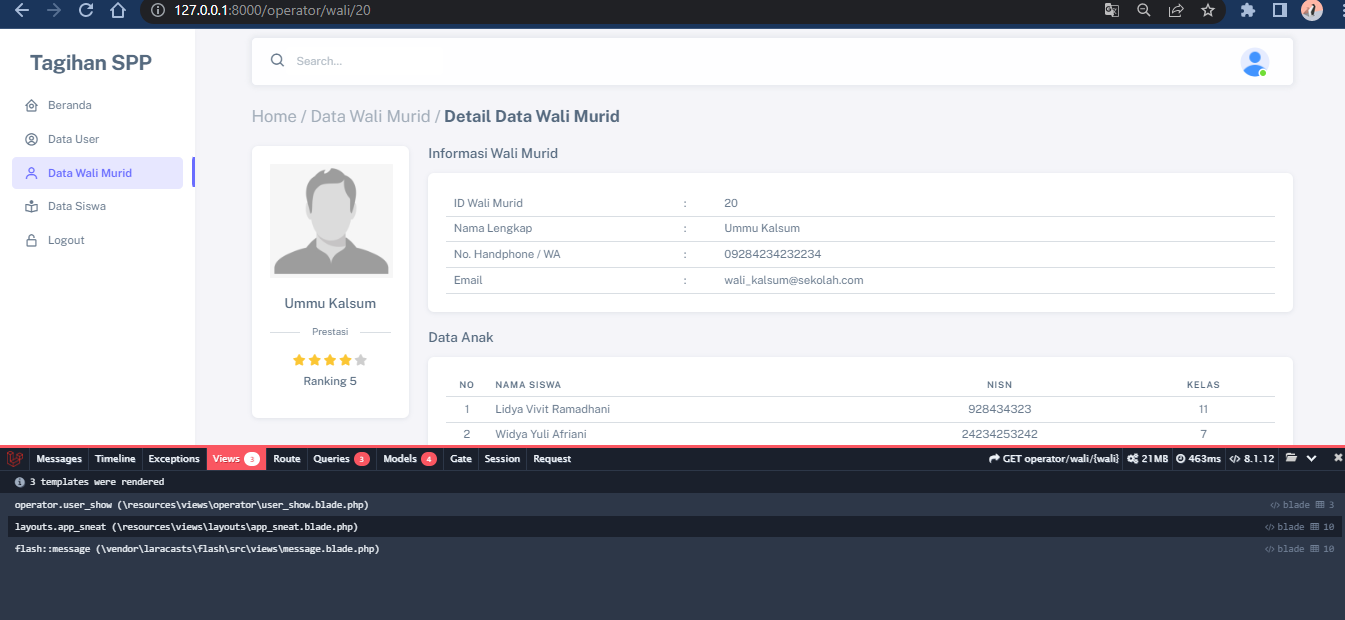 127.0.0.1:8000/operator/wali/20
Tagihan SPP
Beranda
Data User
Data Wali Murid
Data Siswa
Logout
Search...
Home / Data Wali Murid / Detail Data Wali Murid
Ummu Kalsum
Prestasi
Ranking 5
Informasi Wali Murid
ID Wali Murid : 20
Nama Lengkap : Ummu Kalsum
No. Handphone / WA : 09284234232234
Email : wali_kalsum@sekolah.com
Data Anak
NO NAMA SISWA NISN KELAS
1 Lidya Vivit Ramadhani 928434323 11
2 Widya Yuli Afriani 24234253242 7
Messages Timeline Exceptions Views 3 Route Queries 3 Models 4 Gate Session Request GET operator/wali/{wali} 21MB 463ms 8.1.12
3 templates were rendered
operator.user_show (\resources\views\operator\user_show.blade.php) blade 3
layouts.app_sneat (\resources\views\layouts\app_sneat.blade.php) blade 10
flash::message (\vendor\laracasts\flash\src\views\message.blade.php) blade 10